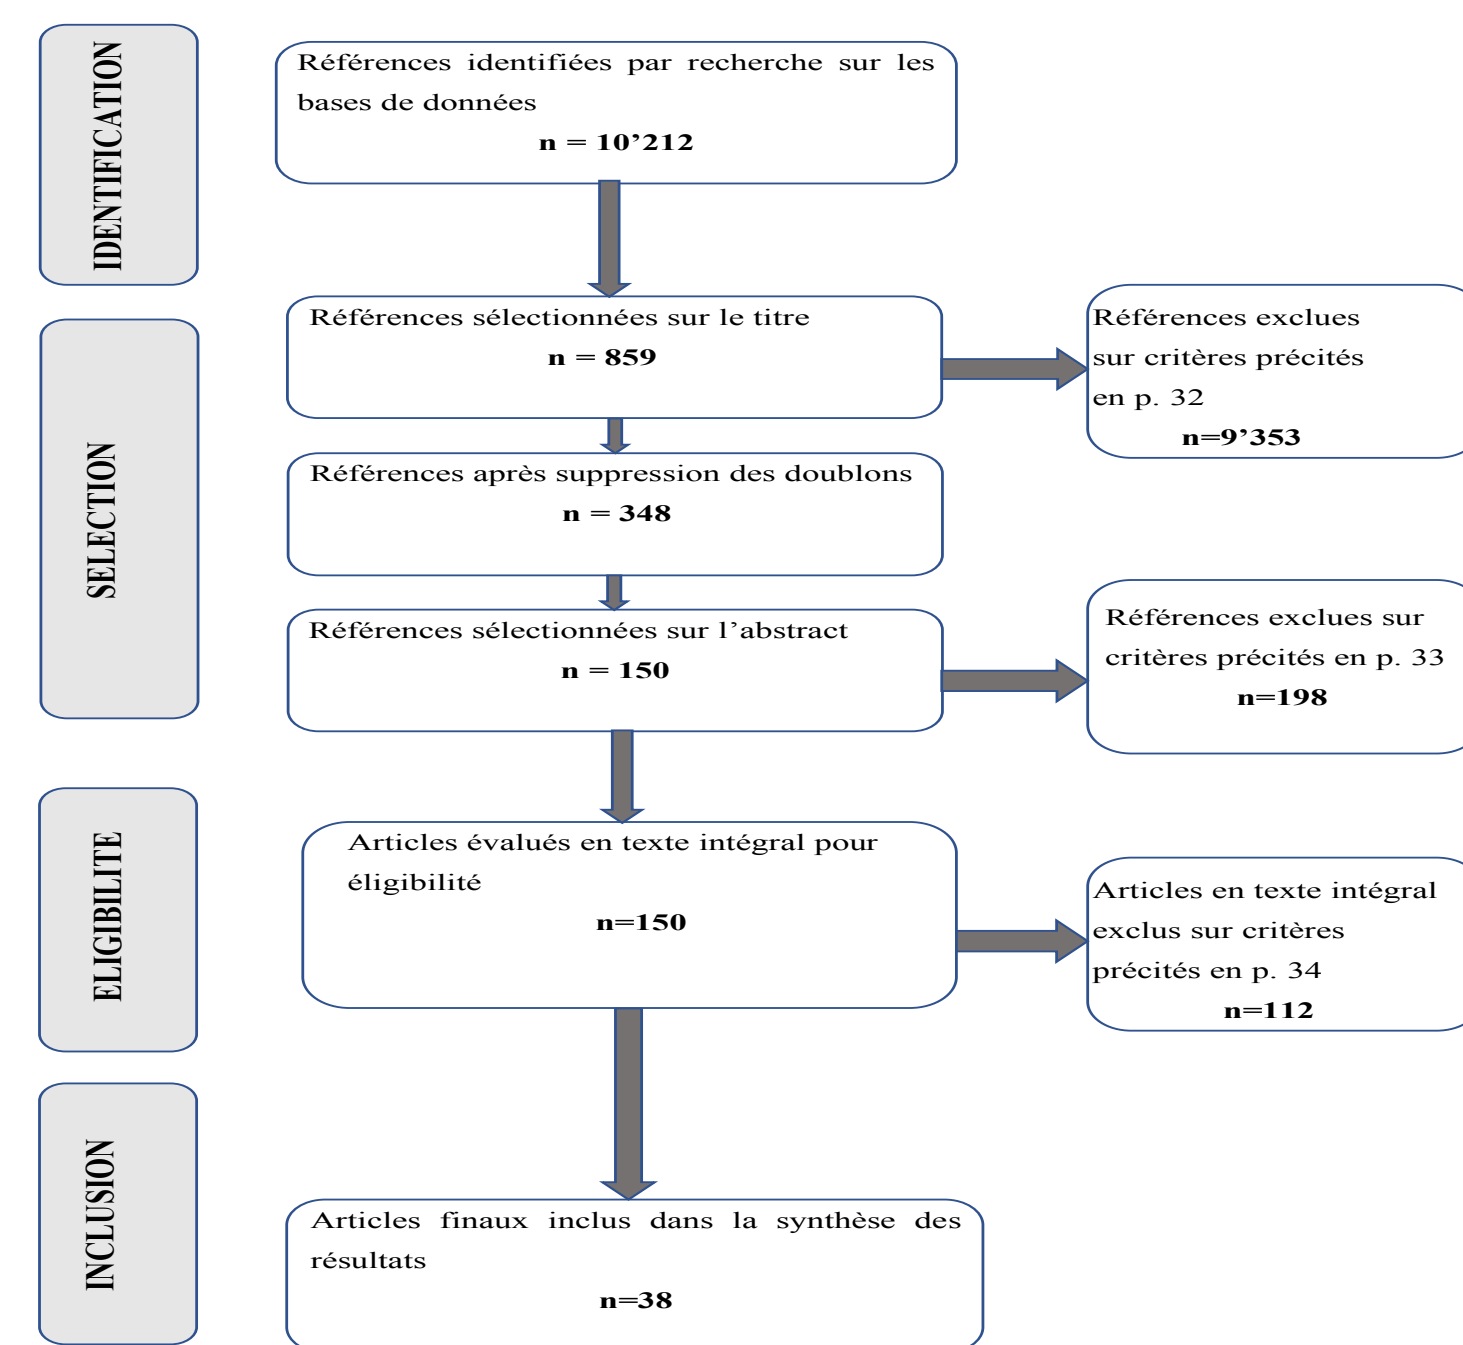 IDENTIFICATION
Références identifiées par recherche sur les
bases de données
n = 10’212
SELECTION
Références sélectionnées sur le titre
n = 859
Références exclues
sur critères précités
en p. 32
n=9’353
Références après suppression des doublons
n = 348
Références sélectionnées sur l’abstract
n = 150
Références exclues sur
critères précités en p. 33
n=198
ELIGIBILITE
Articles évalués en texte intégral pour
éligibilité
n=150
Articles en texte intégral
exclus sur critères
précités en p. 34
n=112
INCLUSION
Articles finaux inclus dans la synthèse des
résultats
n=38